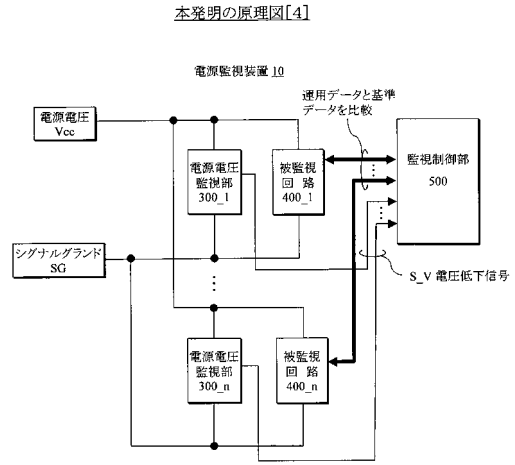 本発明の原理図[4]
電源監視装置 10
運用データと基準
データを比較
電源電圧
Vcc
電源電圧
監視部
300_1
被監視
回 路
400_1
監視制御部
500
シグナルグランド
SG
S_V 電圧低下信号
電源電圧
監視部
300_n
被監視
回 路
400_n